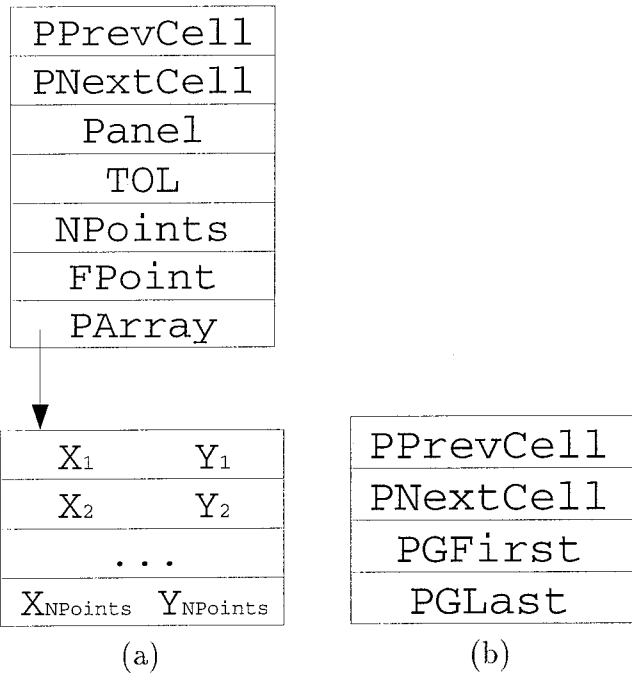 PPrevCell
PNextCell
Panel
TOL
NPoints
FPoint
PArray
X1 Y1
X2 Y2
...
XNPoints YNPoints
(a)
PPrevCell
PNextCell
PGFirst
PGLast
(b)